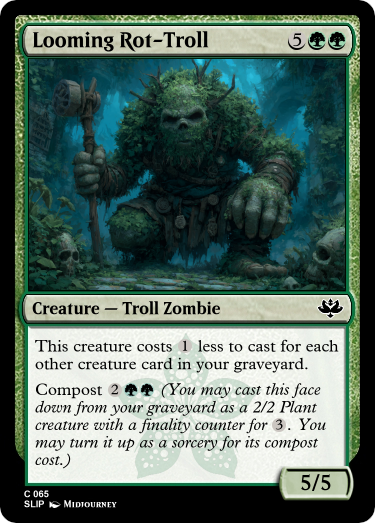 Looming Rot-Troll 5
Creature — Troll Zombie
This creature costs 1 less to cast for each
other creature card in your graveyard.
Compost 2 (You may cast this face
down from your graveyard as a 2/2 Plant
creature with a finality counter for 3. You
may turn it up as a sorcery for its compost
cost.)
5/5
C 065
SLIP Midjourney